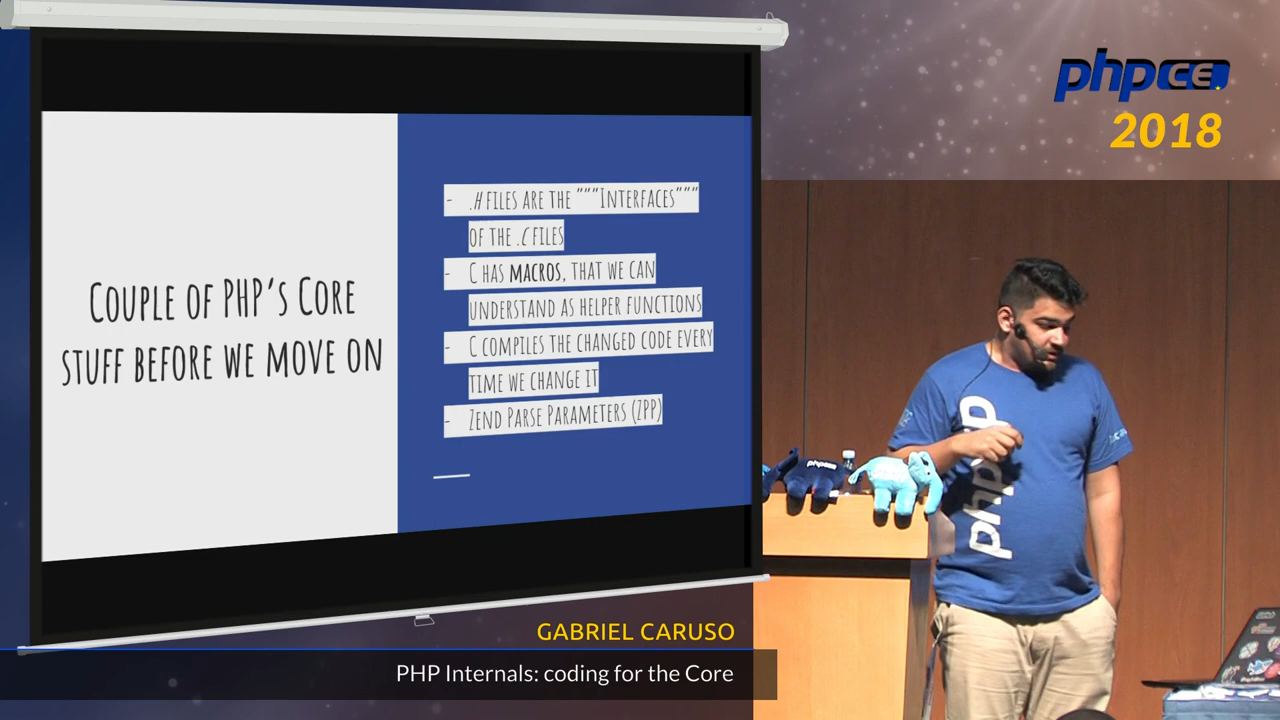 phpce.
2018
Couple of PHP's Core
stuff before we move on
- .H files are the """Interfaces"""
of the .C files
- C has macros, that we can
understand as helper functions
- C compiles the changed code every
time we change it
- Zend Parse Parameters (ZPP)
phpce
php
GABRIEL CARUSO
PHP Internals: coding for the Core